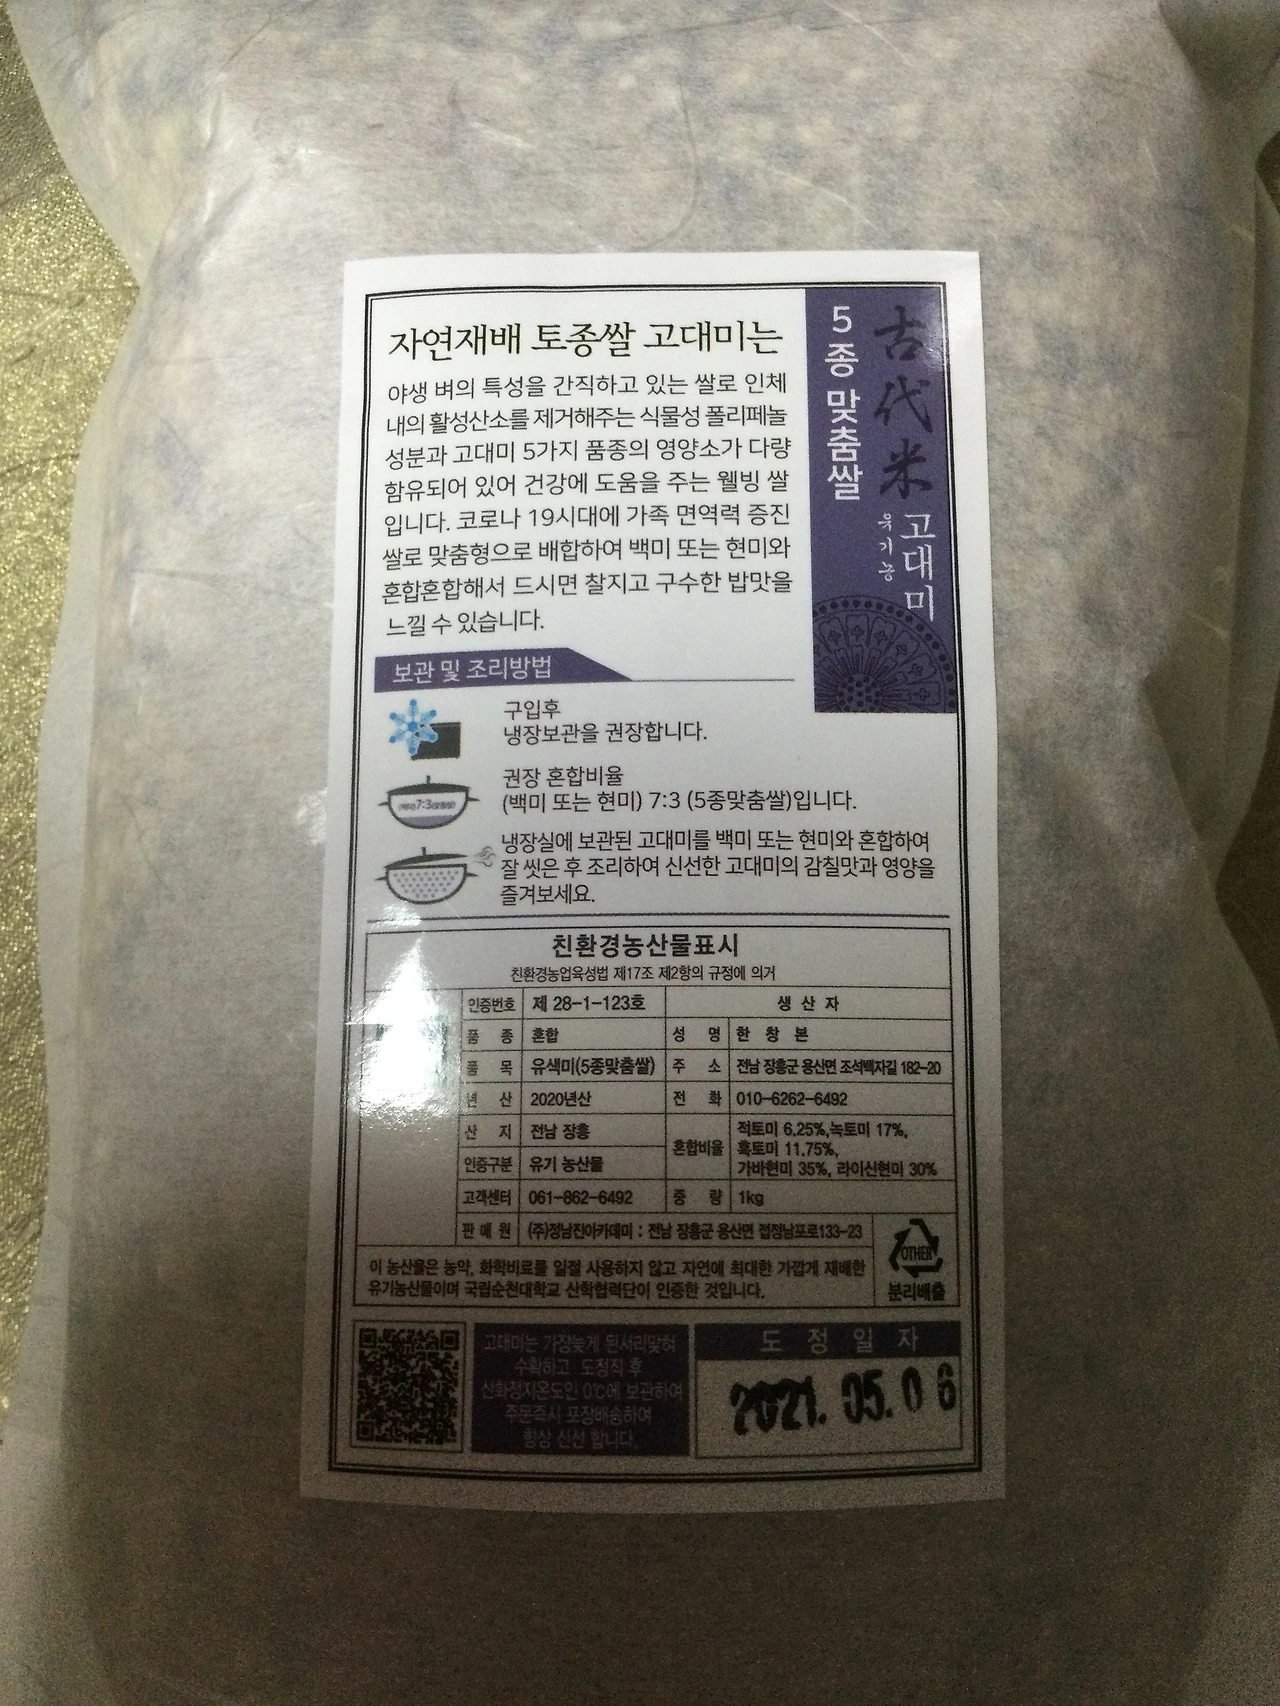 자연재배 토종쌀 고대미는
야생 벼의 특성을 간직하고 있는 쌀로 인체
내의 활성산소를 제거해주는 식물성 폴리페놀
성분과 고대미 5가지 품종의 영양소가 다량
함유되어 있어 건강에 도움을 주는 웰빙 쌀
입니다. 코로나 19시대에 가족 면역력 증진
쌀로 맞춤형으로 배합하여 백미 또는 현미와
혼합혼합해서 드시면 찰지고 구수한 밥맛을
느낄 수 있습니다.
5종 맞춤쌀
古代米
고대미
유기농
보관 및 조리방법
구입후
냉장보관을 권장합니다.
7:3
권장 혼합비율
(백미 또는 현미) 7:3 (5종맞춤쌀)입니다.
냉장실에 보관된 고대미를 백미 또는 현미와 혼합하여
잘 씻은 후 조리하여 신선한 고대미의 감칠맛과 영양을
즐겨보세요.
친환경농산물표시
친환경농업육성법 제17조 제2항의 규정에 의거
인증번호 제 28-1-123호 생 산 자
품 종 혼합 성 명 한 창 본
품 목 유색미(5종맞춤쌀) 주 소 전남 장흥군 용산면 조석백자길 182-20
년 산 2020년산 전 화 010-6262-6492
산 지 전남 장흥
인증구분 유기 농산물
혼합비율 적토미 6.25%,녹토미 17%,
흑토미 11.75%,
가바현미 35%, 라이신현미 30%
고객센터 061-862-6492 중 량 1kg
판 매 원 (주)정남진아카데미 : 전남 장흥군 용산면 접정남포로133-23
이 농산물은 농약, 화학비료를 일절 사용하지 않고 자연에 최대한 가깝게 재배한
유기농산물이며 국립순천대학교 산학협력단이 인증한 것입니다.
OTHER
분리배출
고대미는 가장늦게 된서리맞혀
수확하고 도정직 후
신화정지온도인 0℃에 보관하여
주문즉시 포장배송하여
항상 신선 합니다.
도 정 일 자
2021. 05. 06